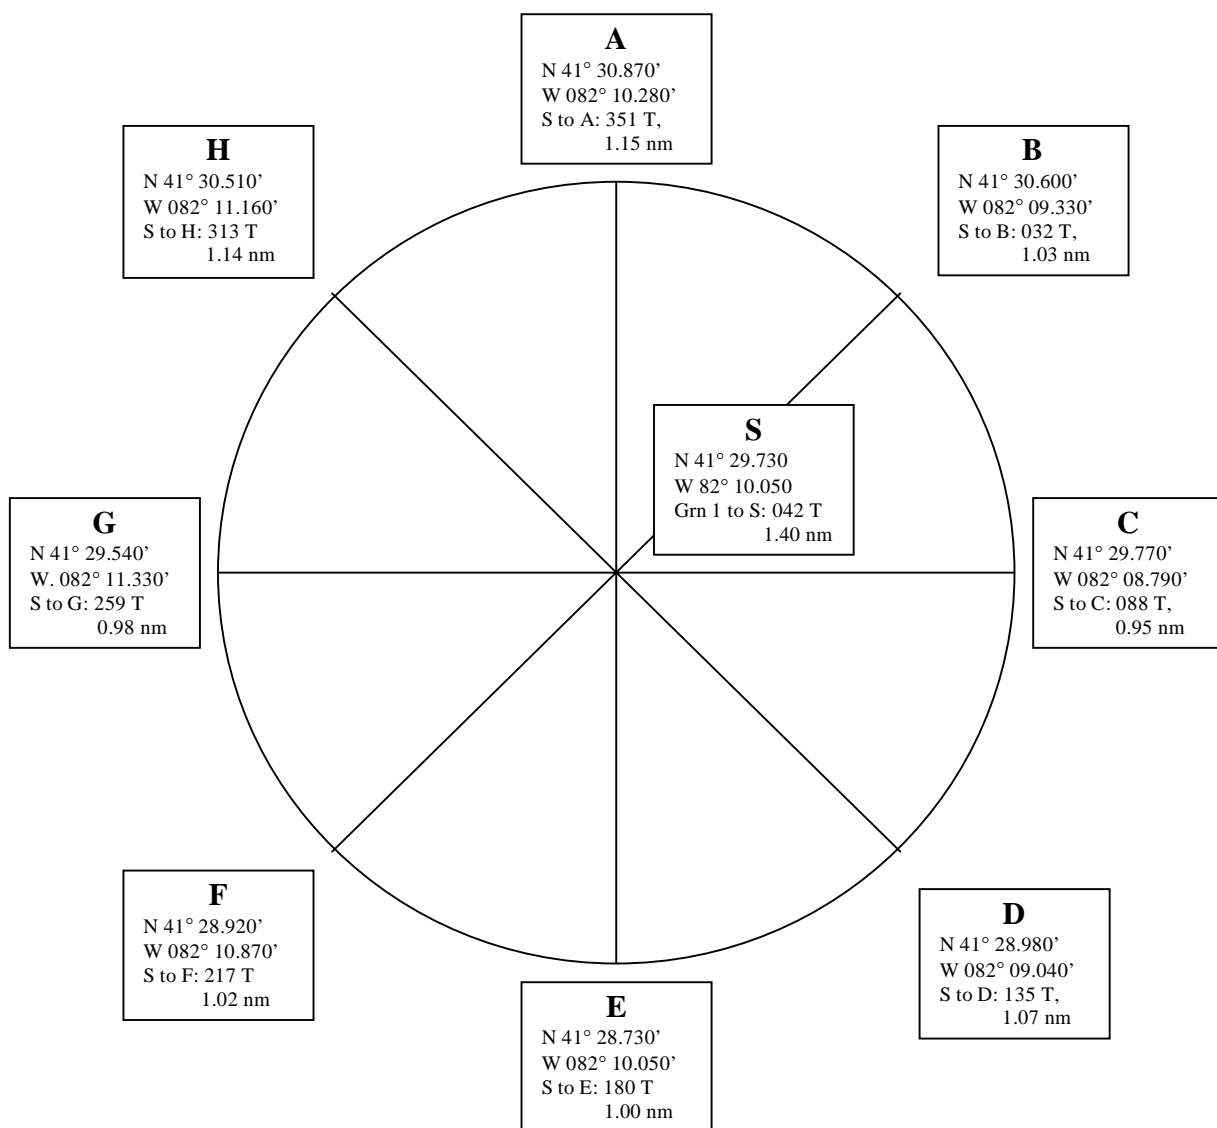 A
N 41° 30.870’
W 082° 10.280’
S to A: 351 T,
1.15 nm
H
N 41° 30.510’
W 082° 11.160’
S to H: 313 T
1.14 nm
B
N 41° 30.600’
W 082° 09.330’
S to B: 032 T,
1.03 nm
S
N 41° 29.730
W 82° 10.050
Grn 1 to S: 042 T
1.40 nm
G
N 41° 29.540’
W. 082° 11.330’
S to G: 259 T
0.98 nm
C
N 41° 29.770’
W 082° 08.790’
S to C: 088 T,
0.95 nm
F
N 41° 28.920’
W 082° 10.870’
S to F: 217 T
1.02 nm
D
N 41° 28.980’
W 082° 09.040’
S to D: 135 T,
1.07 nm
E
N 41° 28.730’
W 082° 10.050’
S to E: 180 T
1.00 nm